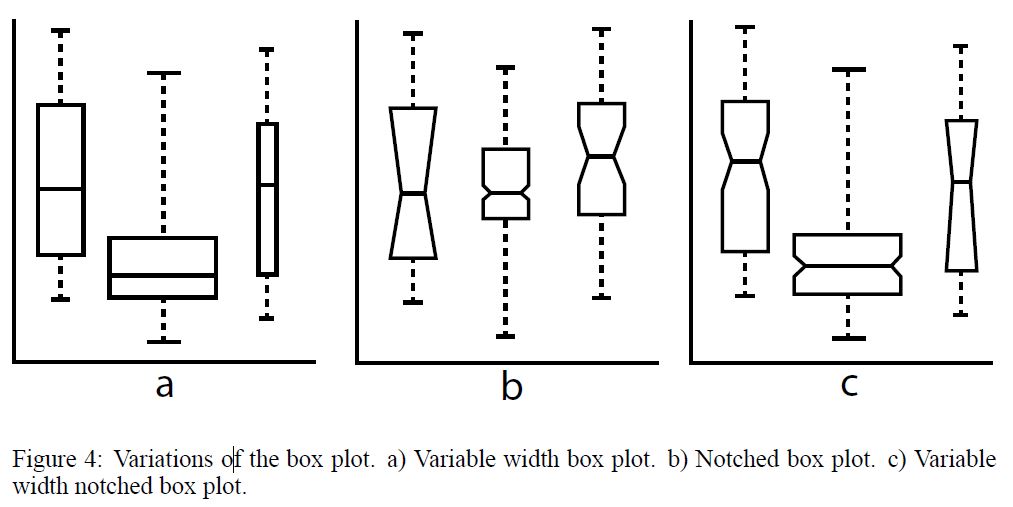 a
b
c
Figure 4: Variations of the box plot. a) Variable width box plot. b) Notched box plot. c) Variable
width notched box plot.